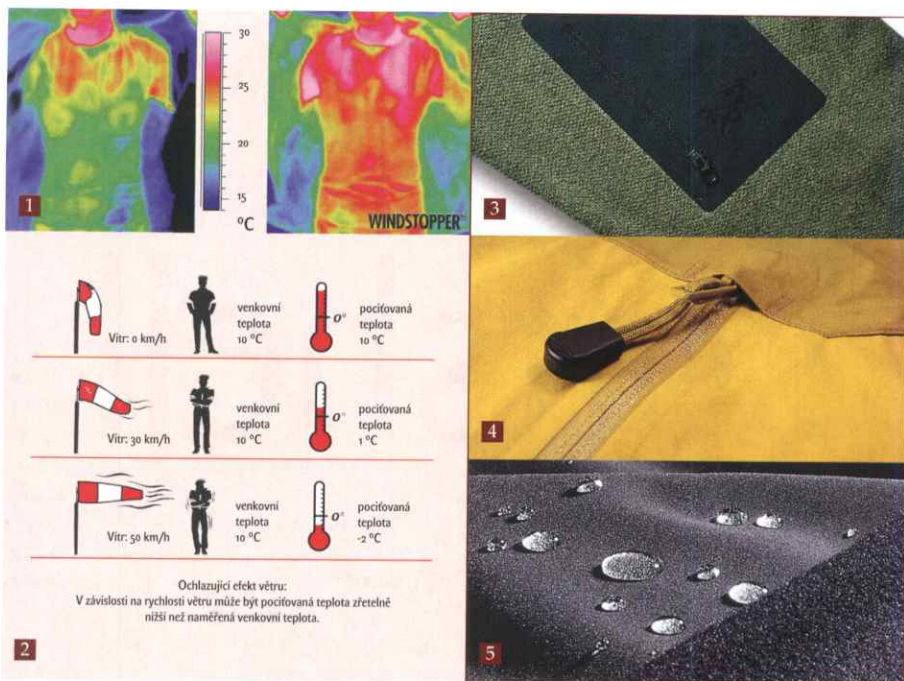 30
25
20
15
°C
1
WINDSTOPPER®
Vítr: 0 km/h
venkovní
teplota
10 °C
0°
pociťovaná
teplota
10 °C
Vítr: 30 km/h
venkovní
teplota
10 °C
0°
pociťovaná
teplota
1 °C
Vítr: 50 km/h
venkovní
teplota
10 °C
0°
pociťovaná
teplota
-2 °C
Ochlazující efekt větru:
V závislosti na rychlosti větru může být pociťovaná teplota zřetelně
nižší než naměřená venkovní teplota.
2
3
4
5